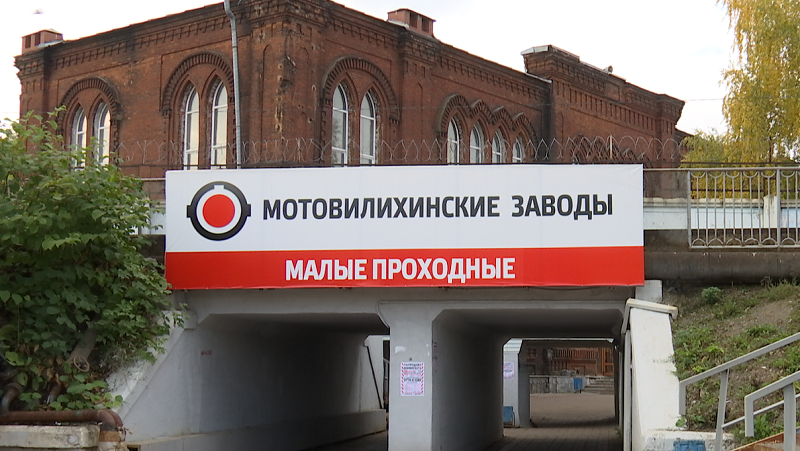 МОТОВИЛИХИНСКИЕ ЗАВОДЫ
МАЛЫЕ ПРОХОДНЫЕ